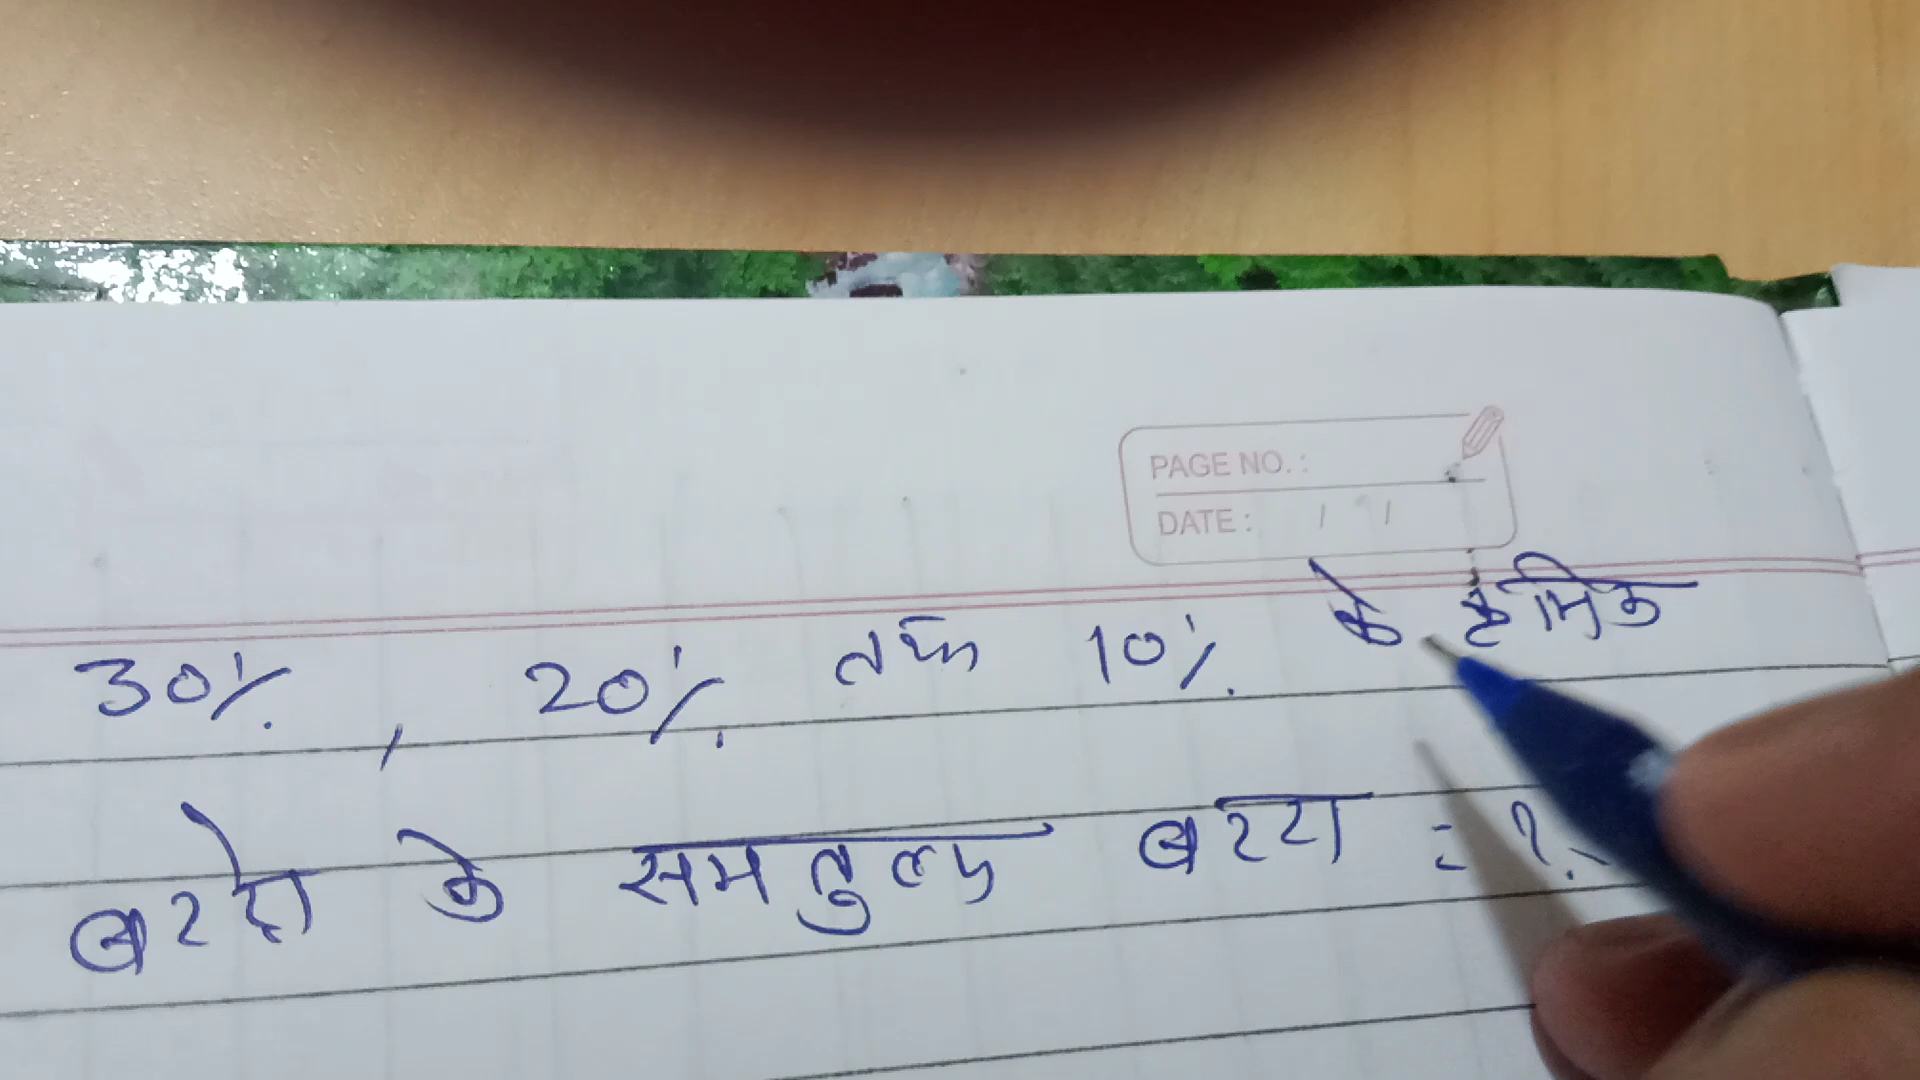 PAGE NO. :
DATE : / /
30% , 20% तथा 10% के क्रमिक
बट्टों के समतुल्य बट्टा = ?